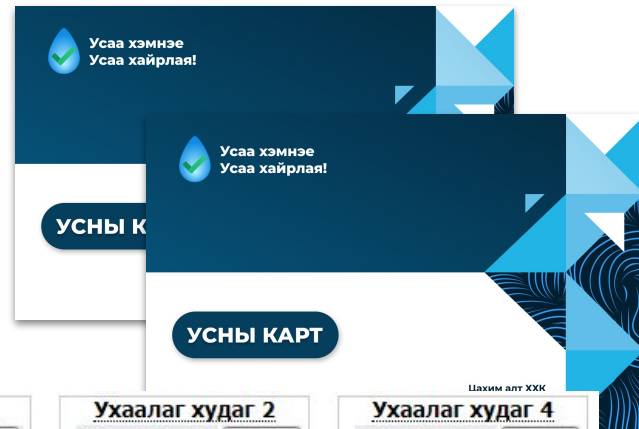 Усаа хэмнэе
Усаа хайрлая!
УСНЫ К
Усаа хэмнэе
Усаа хайрлая!
УСНЫ КАРТ
Цахим алт ХХК
Ухаалаг худаг 2
Ухаалаг худаг 4